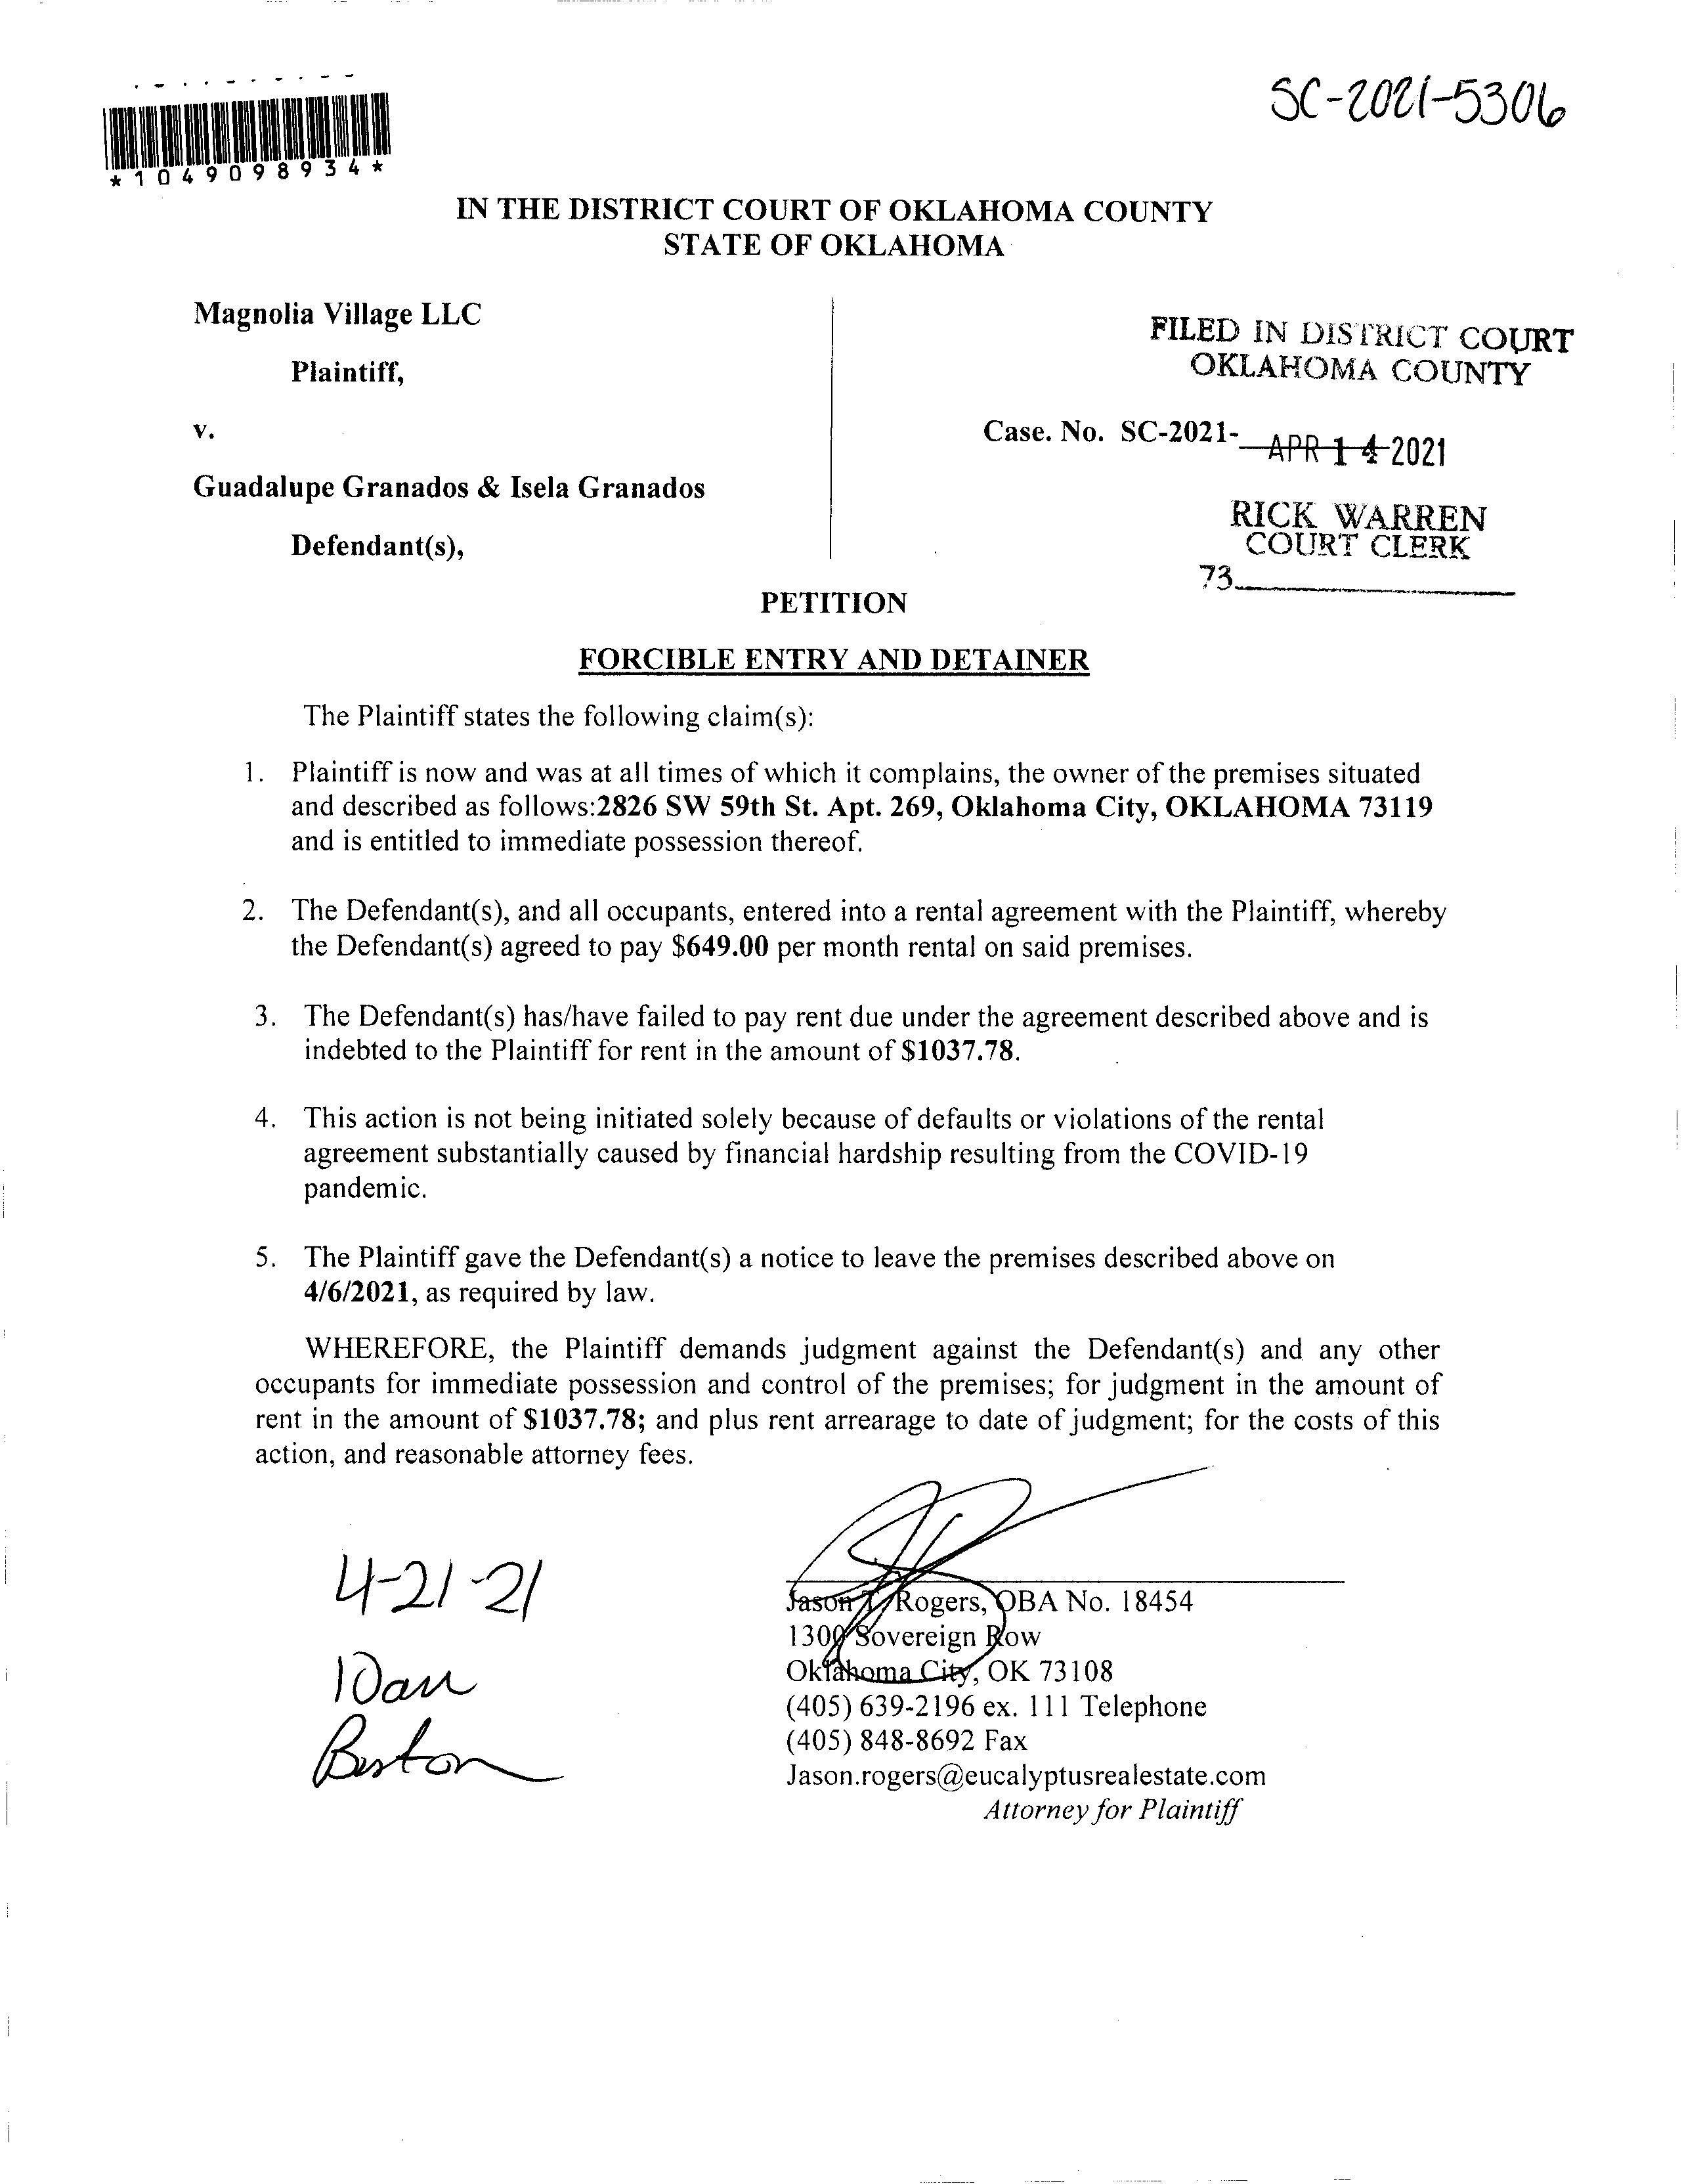 SC-2021-5306
*1049098934*
IN THE DISTRICT COURT OF OKLAHOMA COUNTY
STATE OF OKLAHOMA
Magnolia Village LLC
Plaintiff,
v.
Guadalupe Granados & Isela Granados
Defendant(s),
FILED IN DISTRICT COURT
OKLAHOMA COUNTY
Case. No. SC-2021-
APR 14 2021
RICK WARREN
COURT CLERK
73
PETITION
FORCIBLE ENTRY AND DETAINER
The Plaintiff states the following claim(s):
1. Plaintiff is now and was at all times of which it complains, the owner of the premises situated
and described as follows:2826 SW 59th St. Apt. 269, Oklahoma City, OKLAHOMA 73119
and is entitled to immediate possession thereof.
2. The Defendant(s), and all occupants, entered into a rental agreement with the Plaintiff, whereby
the Defendant(s) agreed to pay $649.00 per month rental on said premises.
3. The Defendant(s) has/have failed to pay rent due under the agreement described above and is
indebted to the Plaintiff for rent in the amount of $1037.78.
4. This action is not being initiated solely because of defaults or violations of the rental
agreement substantially caused by financial hardship resulting from the COVID-19
pandemic.
5. The Plaintiff gave the Defendant(s) a notice to leave the premises described above on
4/6/2021, as required by law.
WHEREFORE, the Plaintiff demands judgment against the Defendant(s) and any other
occupants for immediate possession and control of the premises; for judgment in the amount of
rent in the amount of $1037.78; and plus rent arrearage to date of judgment; for the costs of this
action, and reasonable attorney fees.
4-21-21
10am
Jason T. Rogers, OBA No. 18454
1300 Sovereign Row
Oklahoma City, OK 73108
(405) 639-2196 ex. 111 Telephone
(405) 848-8692 Fax
Jason.rogers@eucalyptusrealestate.com
Attorney for Plaintiff